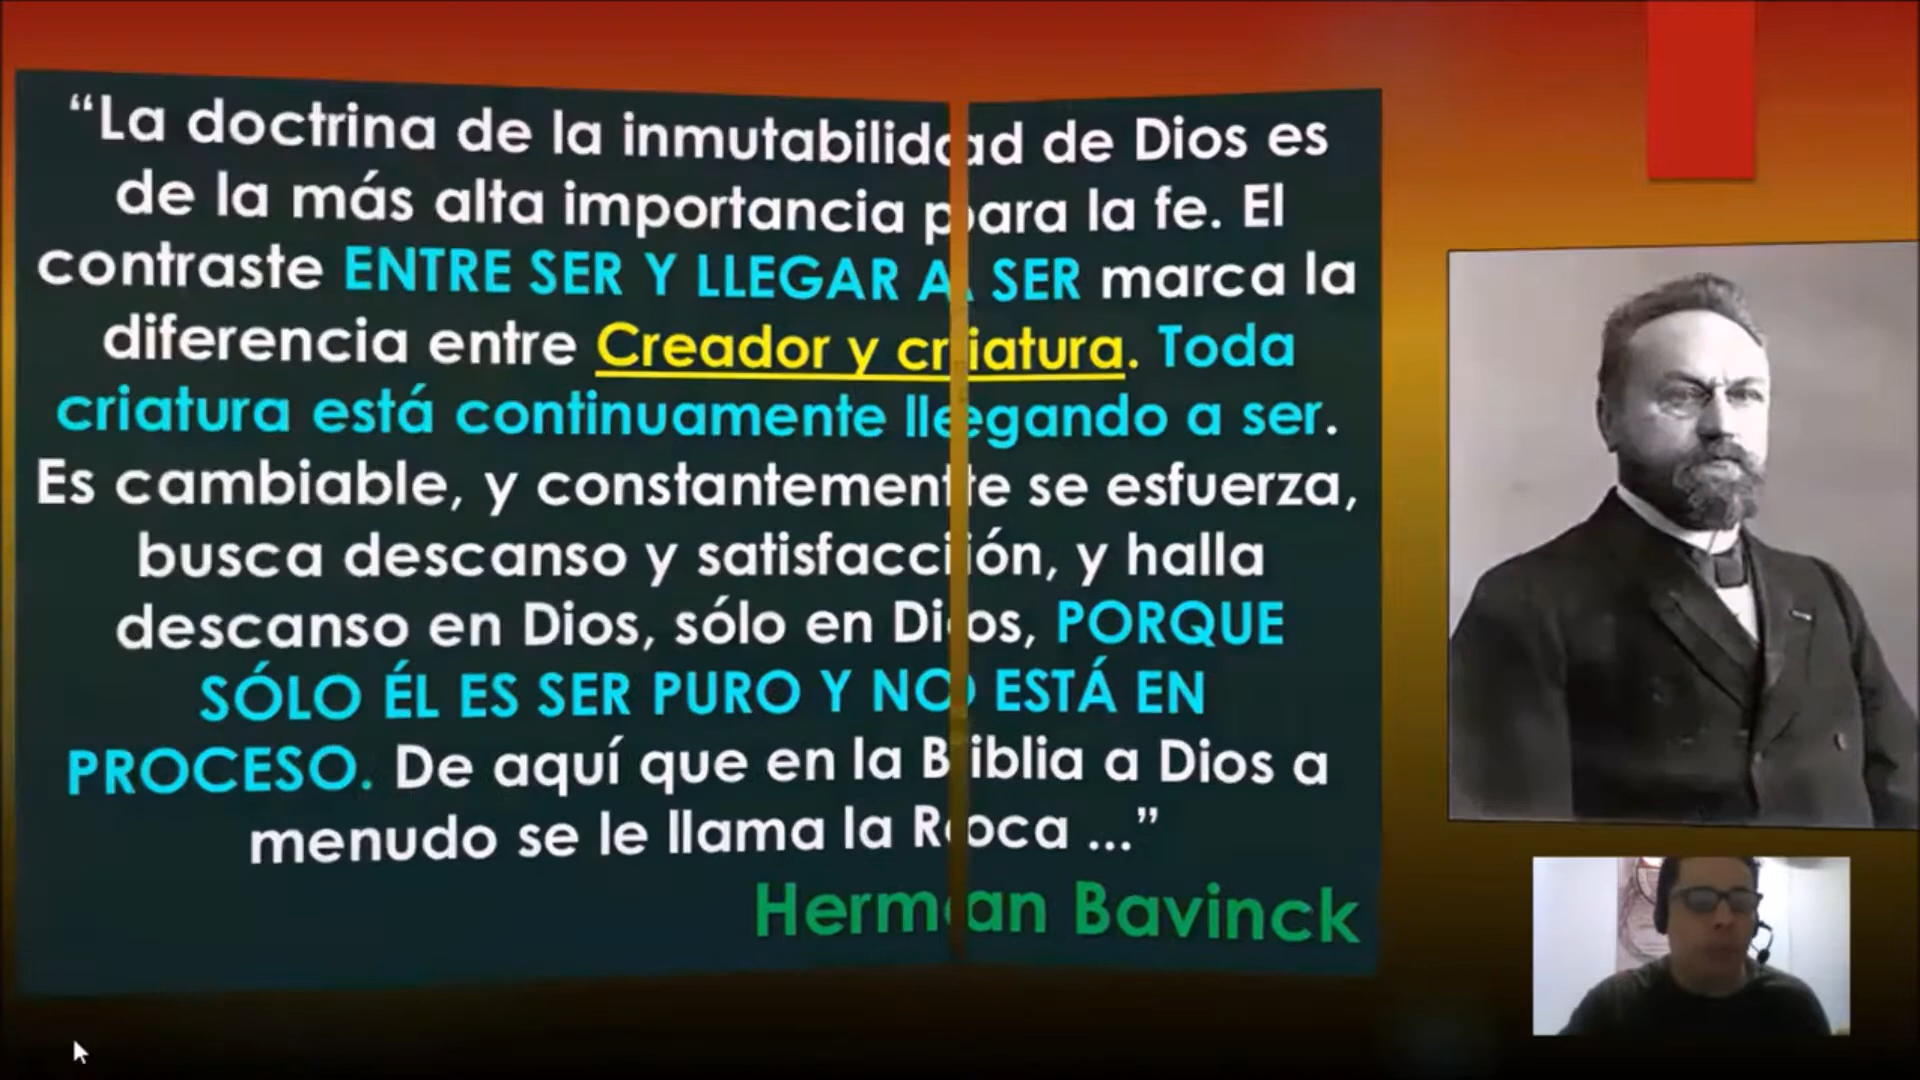 “La doctrina de la inmutabilidad de Dios es
de la más alta importancia para la fe. El
contraste ENTRE SER Y LLEGAR A SER marca la
diferencia entre Creador y criatura. Toda
criatura está continuamente llegando a ser.
Es cambiable, y constantemente se esfuerza,
busca descanso y satisfacción, y halla
descanso en Dios, sólo en Dios, PORQUE
SÓLO ÉL ES SER PURO Y NO ESTÁ EN
PROCESO. De aquí que en la Biblia a Dios a
menudo se le llama la Roca ...”
Herman Bavinck